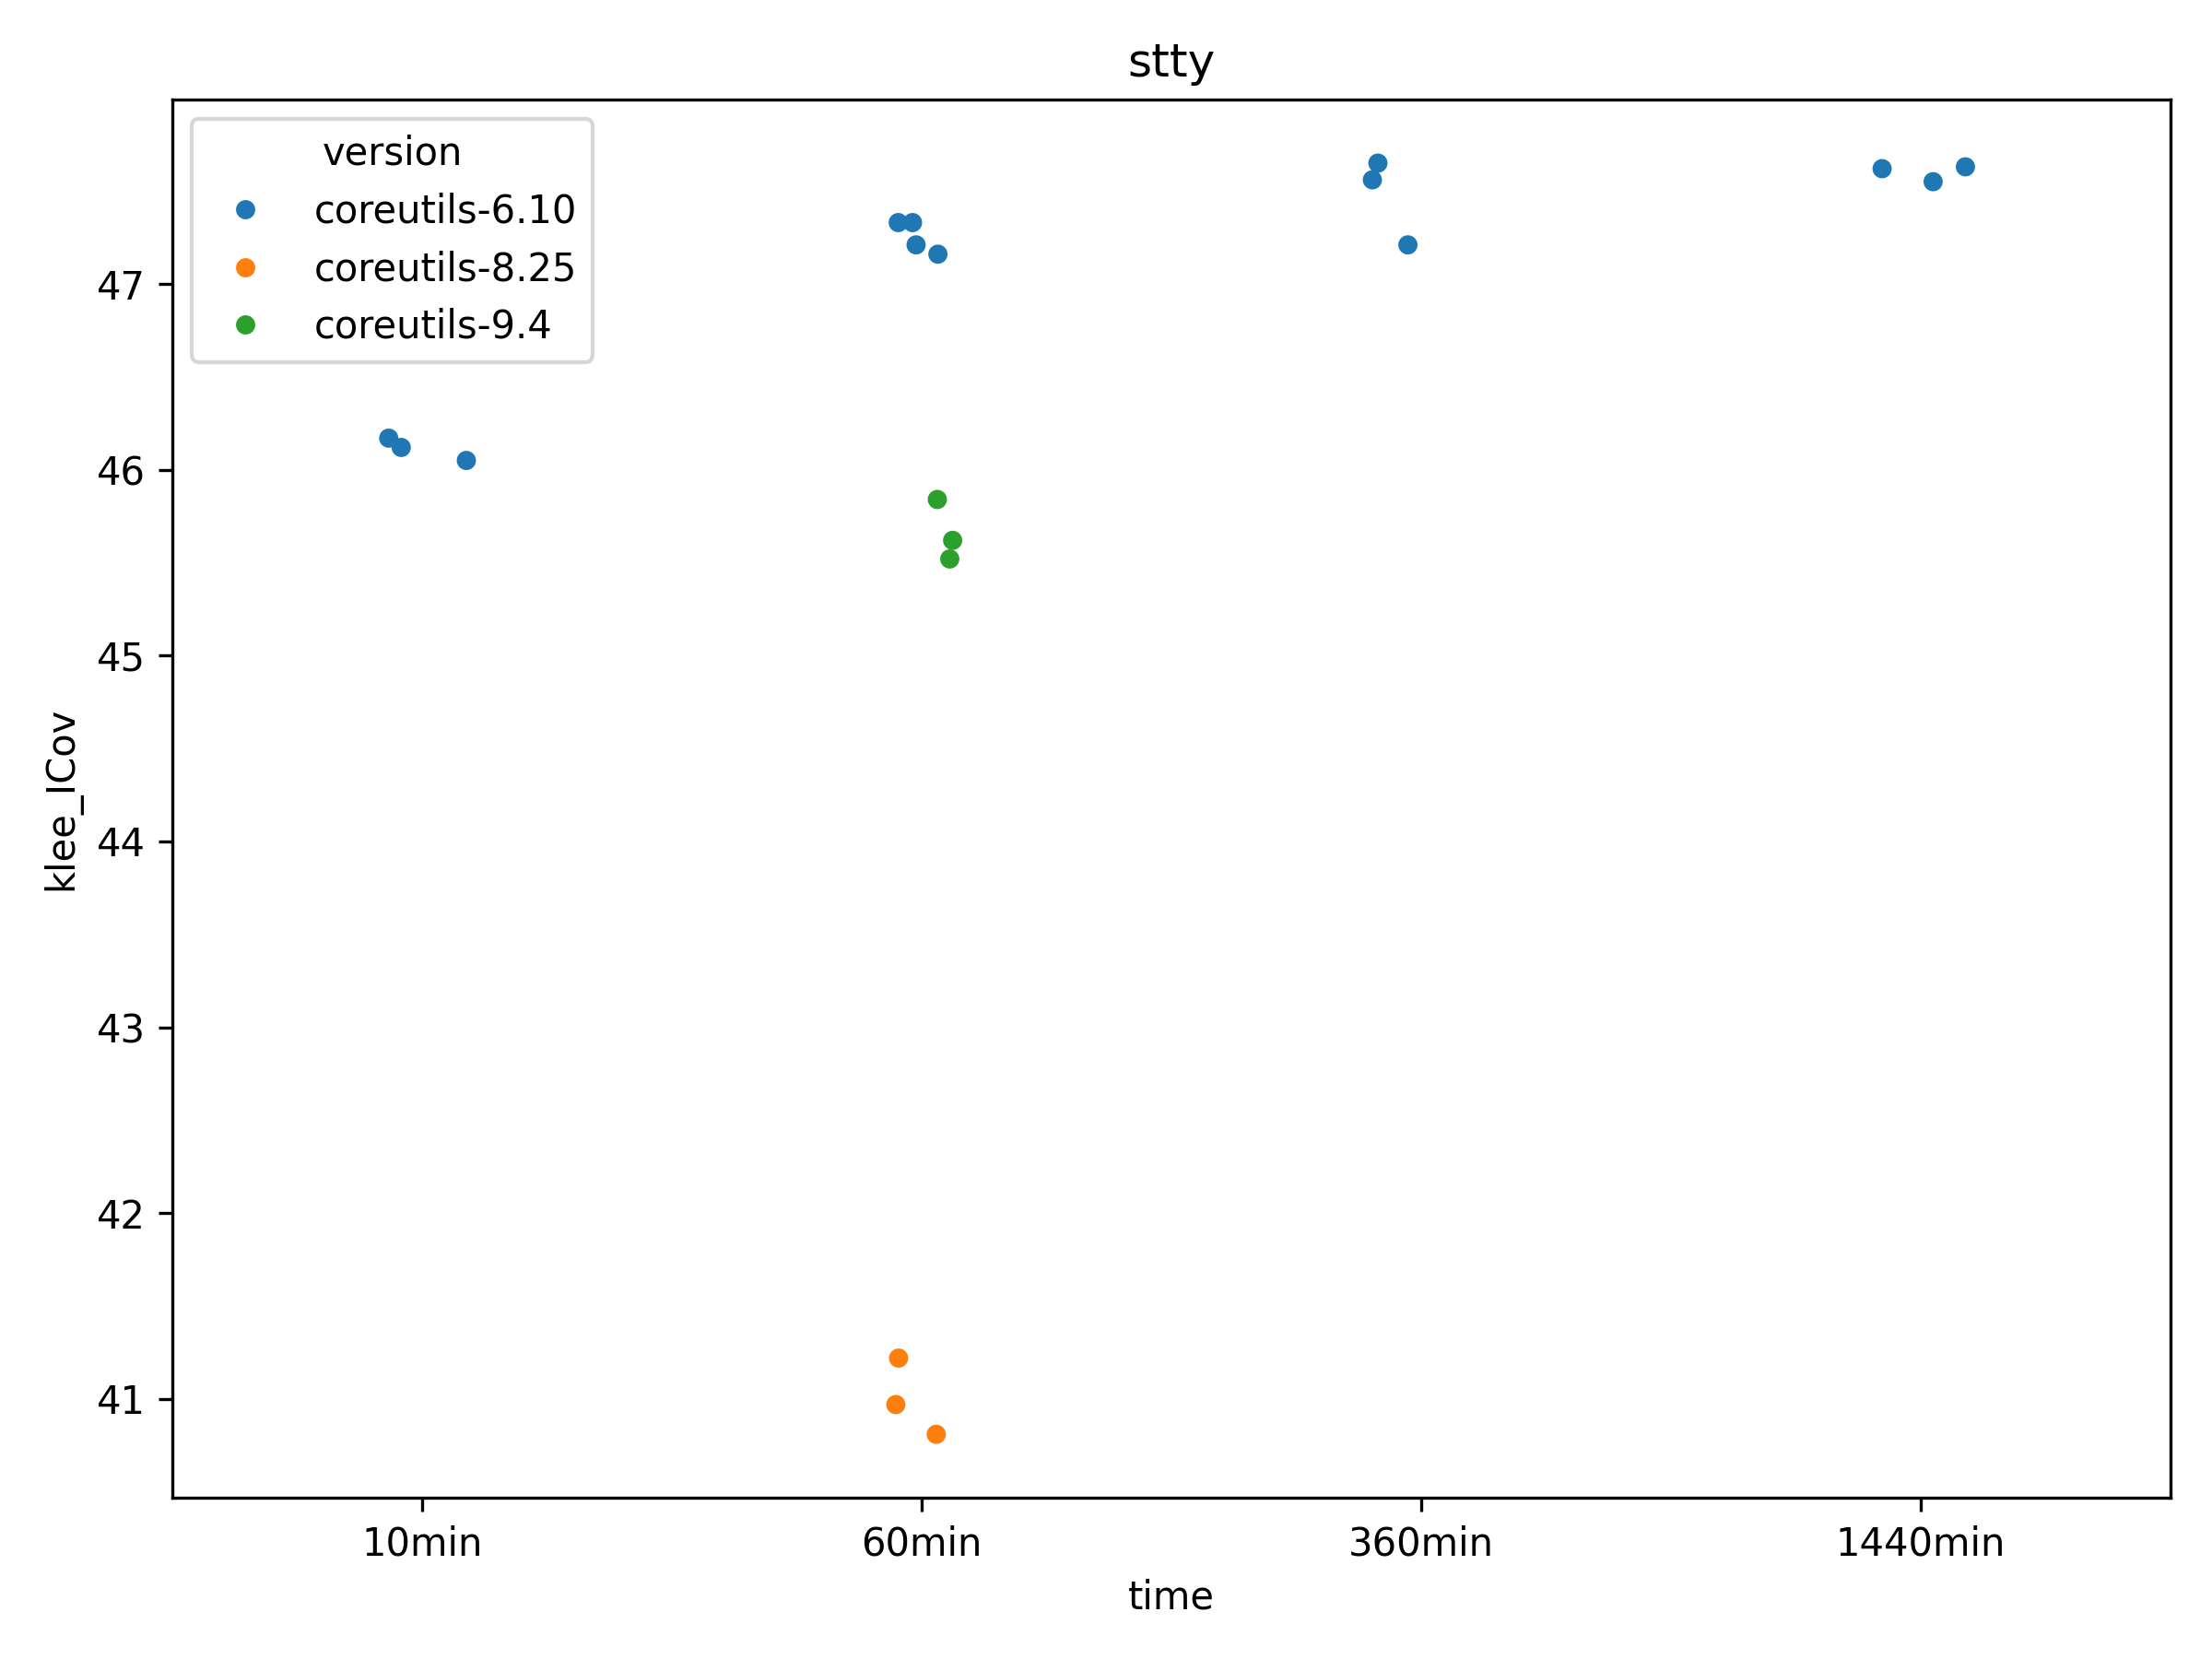 stty
version
coreutils-6.10
coreutils-8.25
coreutils-9.4
47
46
45
44
43
42
41
klee_ICov
10min
60min
360min
1440min
time